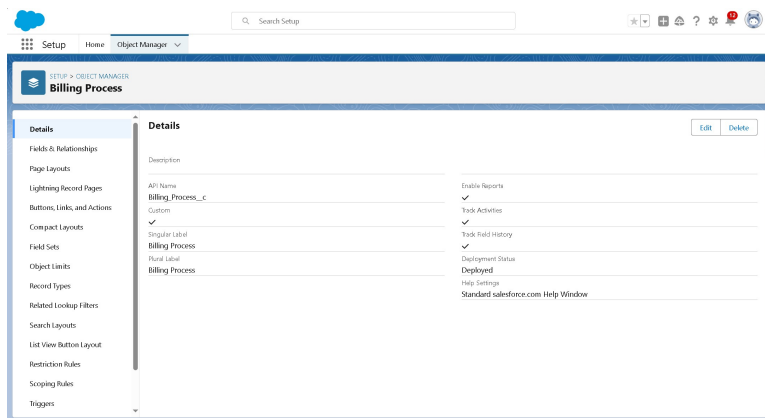 Search Setup
12
Setup
Home
Object Manager
SETUP > OBJECT MANAGER
Billing Process
Details
Fields & Relationships
Page Layouts
Lightning Record Pages
Buttons, Links, and Actions
Compact Layouts
Field Sets
Object Limits
Record Types
Related Lookup Filters
Search Layouts
List View Button Layout
Restriction Rules
Scoping Rules
Triggers
Details
Edit
Delete
Description
API Name
Billing_Process__c
Custom
Singular Label
Billing Process
Plural Label
Billing Process
Enable Reports
Track Activities
Track Field History
Deployment Status
Deployed
Help Settings
Standard salesforce.com Help Window